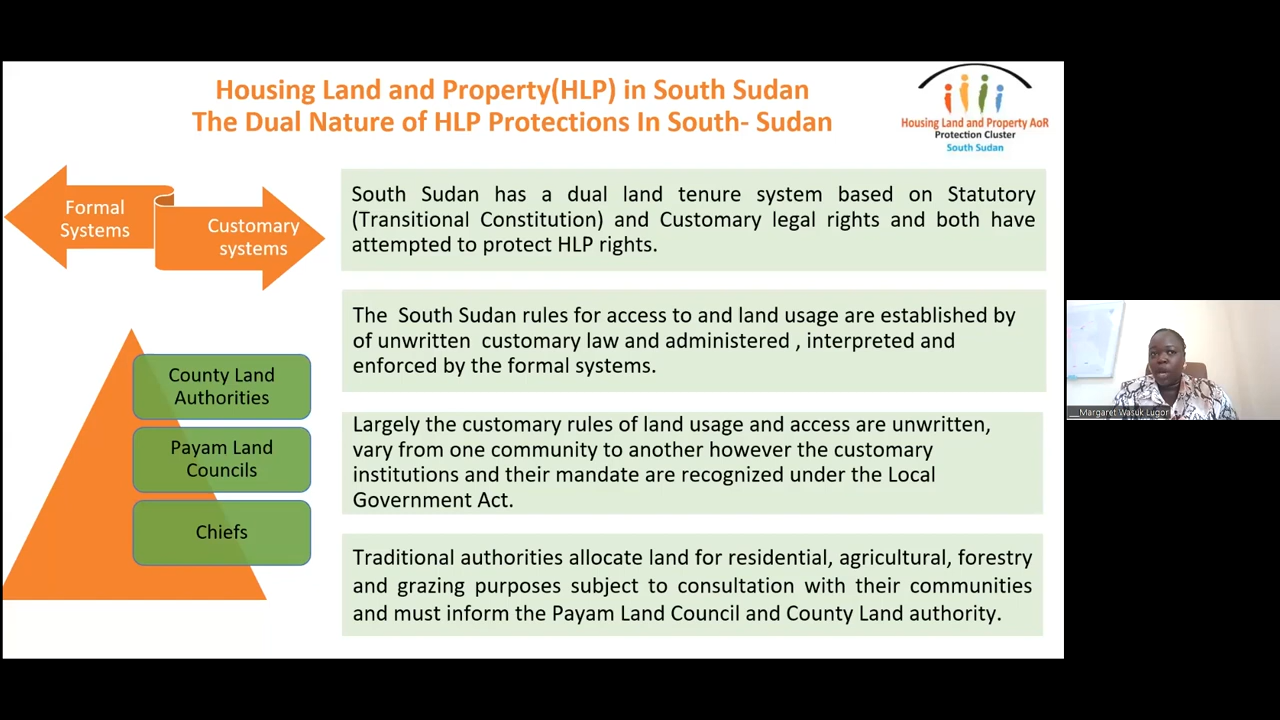 Housing Land and Property(HLP) in South Sudan
The Dual Nature of HLP Protections In South- Sudan
Housing Land and Property AoR
Protection Cluster
South Sudan
Formal
Systems
Customary
systems
South Sudan has a dual land tenure system based on Statutory
(Transitional Constitution) and Customary legal rights and both have
attempted to protect HLP rights.
The South Sudan rules for access to and land usage are established by
of unwritten customary law and administered , interpreted and
enforced by the formal systems.
County Land
Authorities
Payam Land
Councils
Chiefs
Largely the customary rules of land usage and access are unwritten,
vary from one community to another however the customary
institutions and their mandate are recognized under the Local
Government Act.
Traditional authorities allocate land for residential, agricultural, forestry
and grazing purposes subject to consultation with their communities
and must inform the Payam Land Council and County Land authority.
__Margaret Wasuk Lugor